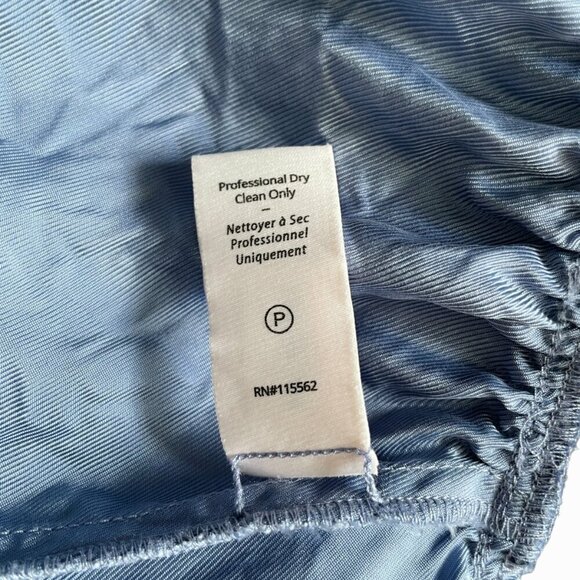 Professional Dry
Clean Only
–
Nettoyer à Sec
Professionnel
Uniquement
P
RN#115562